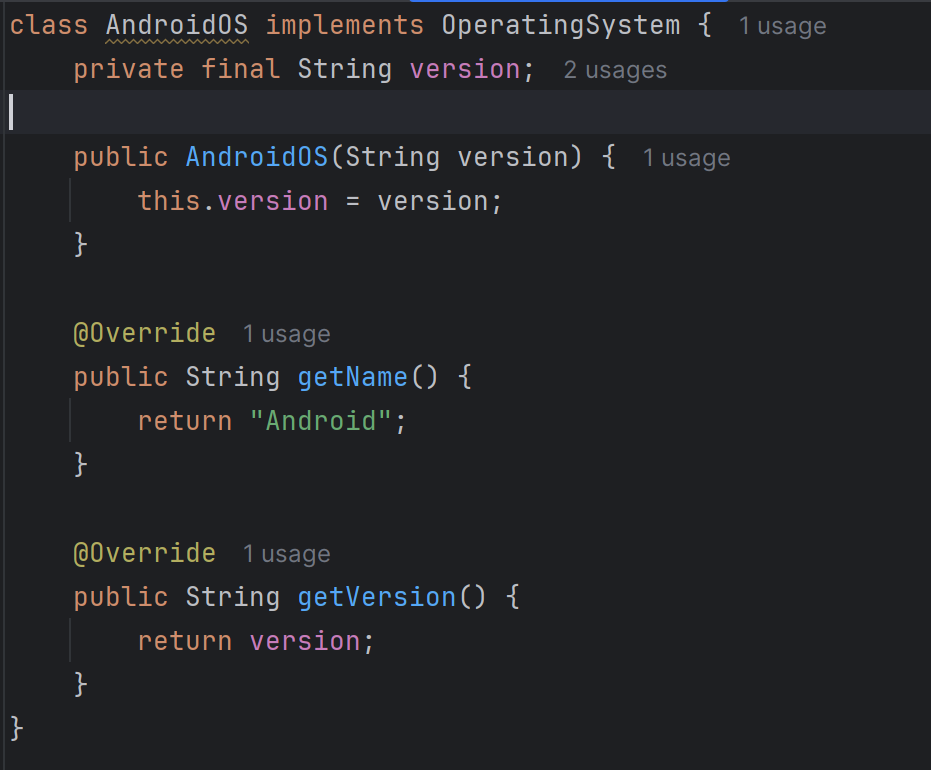 class AndroidOS implements OperatingSystem {  1 usage
    private final String version;  2 usages

    public AndroidOS(String version) {  1 usage
        this.version = version;
    }

    @Override  1 usage
    public String getName() {
        return "Android";
    }

    @Override  1 usage
    public String getVersion() {
        return version;
    }
}